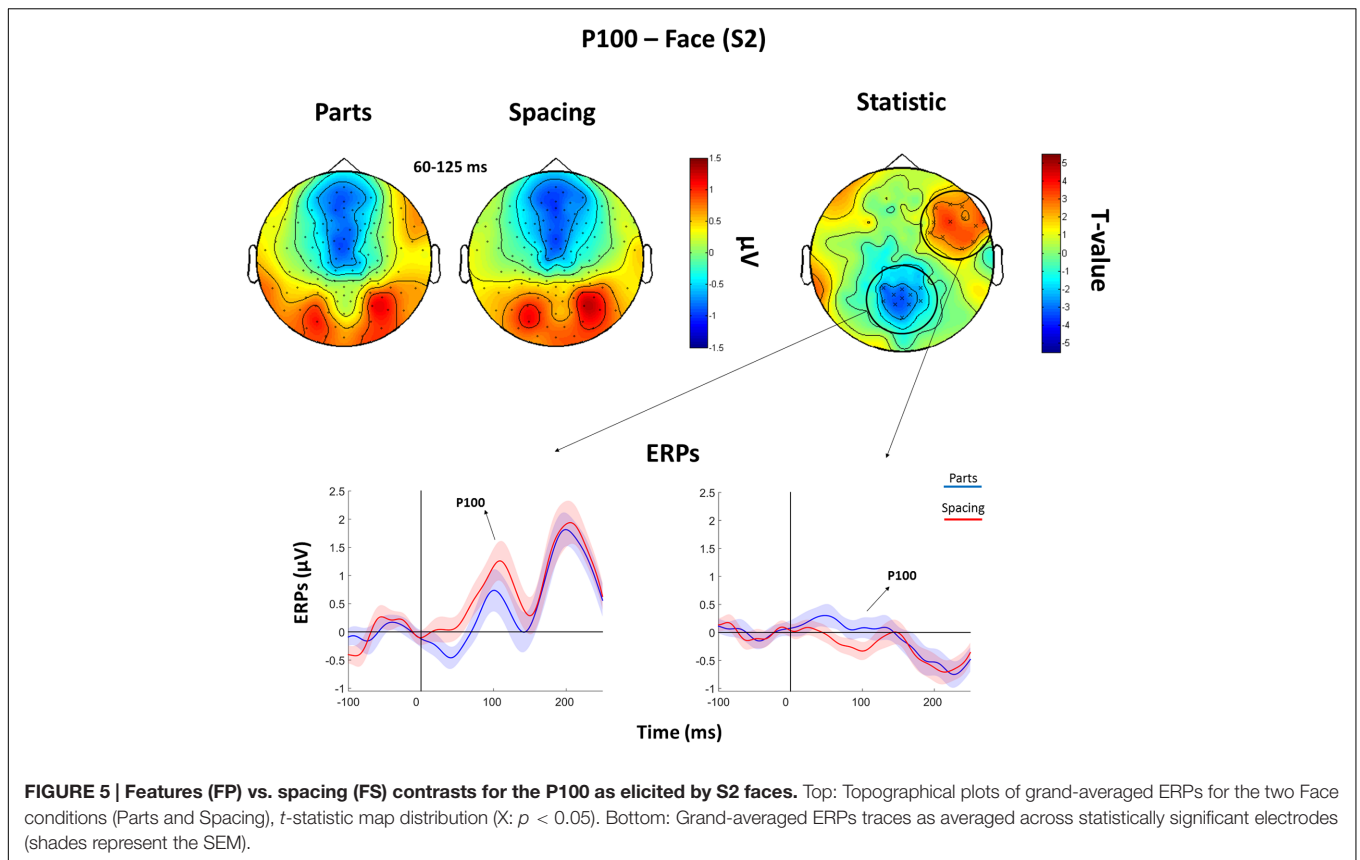 P100 – Face (S2)
Parts
Spacing
Statistic
60-125 ms
1.5
1
0.5
0
-0.5
-1
-1.5
µV
5
4
3
2
1
0
-1
-2
-3
-4
-5
T-value
ERPs
ERPs (µV)
2.5
2
1.5
1
0.5
0
-0.5
-1
P100
-100
0
100
200
2.5
2
1.5
1
0.5
0
-0.5
-1
P100
Parts
Spacing
-100
0
100
200
Time (ms)
FIGURE 5 | Features (FP) vs. spacing (FS) contrasts for the P100 as elicited by S2 faces. Top: Topographical plots of grand-averaged ERPs for the two Face
conditions (Parts and Spacing), t-statistic map distribution (X: p < 0.05). Bottom: Grand-averaged ERPs traces as averaged across statistically significant electrodes
(shades represent the SEM).